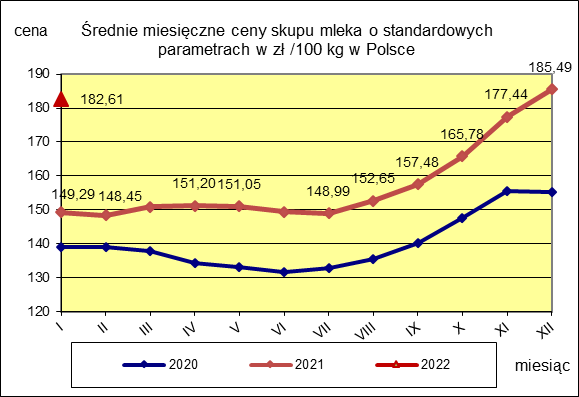 cena
Średnie miesięczne ceny skupu mleka o standardowych
parametrach w zł /100 kg w Polsce
190
180
170
160
150
140
130
120
182,61
149,29
148,45
151,20
151,05
148,99
152,65
157,48
165,78
177,44
185,49
I
II
III
IV
V
VI
VII
VIII
IX
X
XI
XII
2020
2021
2022
miesiąc